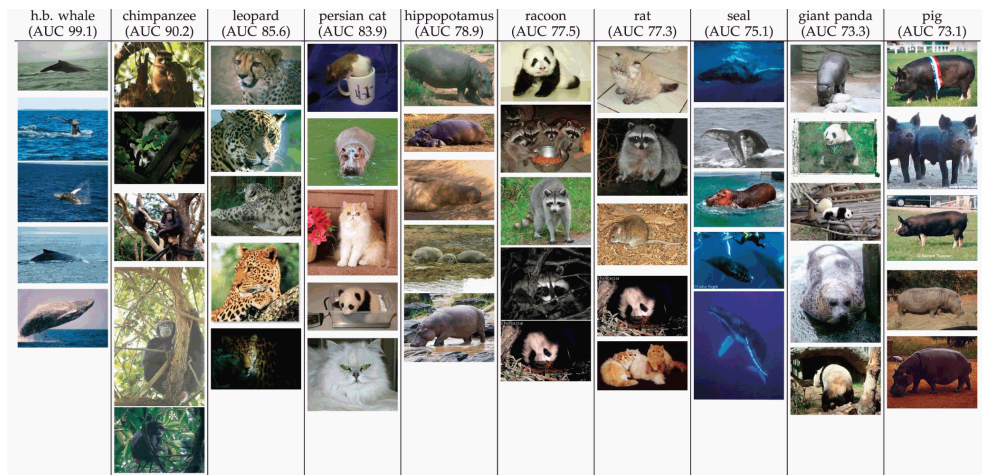 h.b. whale
(AUC 99.1)
chimpanzee
(AUC 90.2)
leopard
(AUC 85.6)
persian cat
(AUC 83.9)
hippopotamus
(AUC 78.9)
racoon
(AUC 77.5)
rat
(AUC 77.3)
seal
(AUC 75.1)
giant panda
(AUC 73.3)
pig
(AUC 73.1)